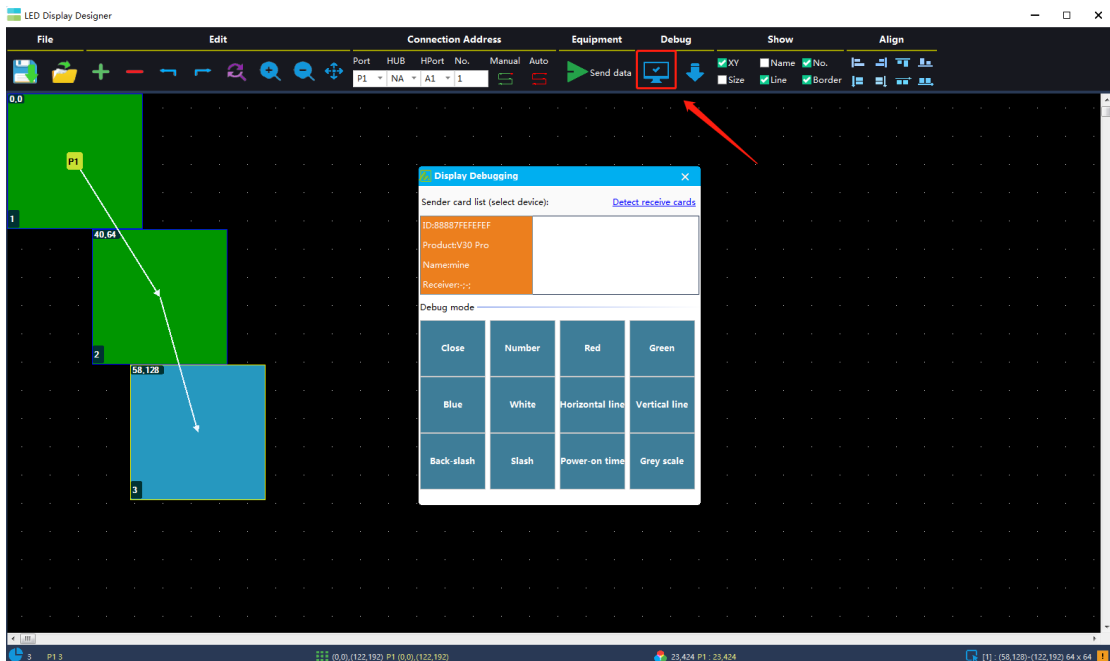 LED Display Designer
File Edit Connection Address Equipment Debug Show Align
Port HUB HPort No. Manual Auto
P1 NA A1 1
Send data
XY Name No.
Size Line Border
0,0
P1
1
40,64
2
58,128
3
Display Debugging
Sender card list (select device): Detect receive cards
ID:88887FEFEFEF
Product:V30 Pro
Name:mine
Receiver:-;-;
Debug mode
Close Number Red Green
Blue White Horizontal line Vertical line
Back-slash Slash Power-on time Grey scale
3 P1 3 (0,0),(122,192) P1 (0,0),(122,192) 23,424 P1 : 23,424 [1] : (58,128)-(122,192) 64 x 64